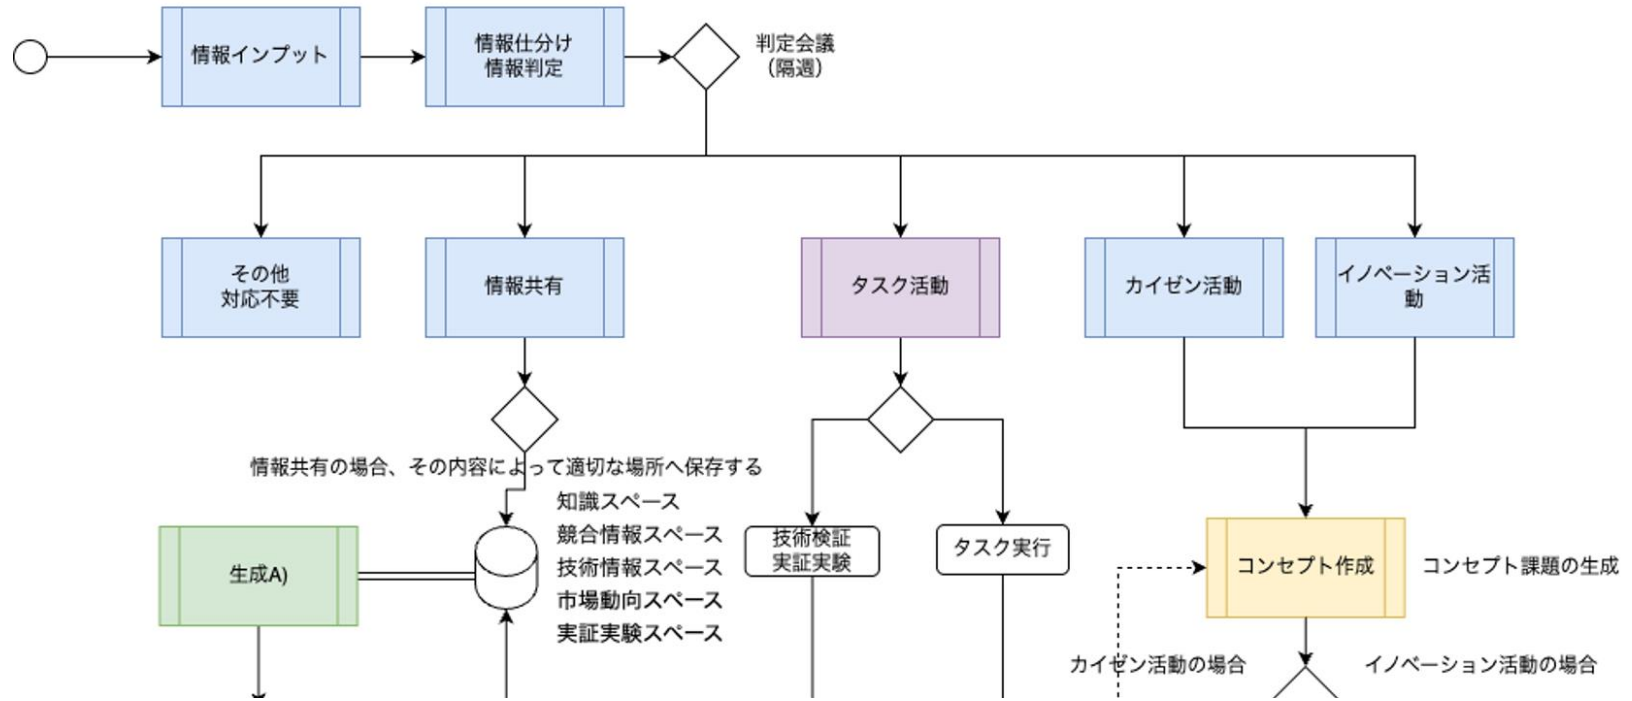 情報インプット
情報仕分け
情報判定
判定会議
（隔週）
その他
対応不要
情報共有
タスク活動
カイゼン活動
イノベーション活
動
情報共有の場合、その内容によって適切な場所へ保存する
知識スペース
競合情報スペース
技術情報スペース
市場動向スペース
実証実験スペース
生成A)
技術検証
実証実験
タスク実行
コンセプト作成
コンセプト課題の生成
カイゼン活動の場合
イノベーション活動の場合